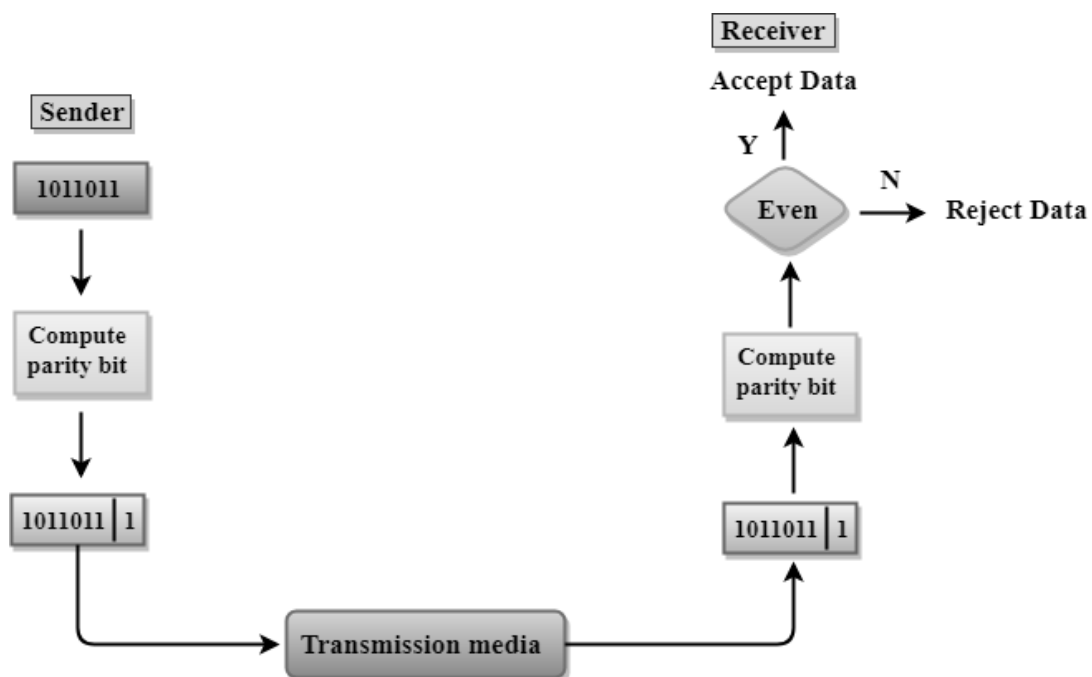 Sender
1011011
Compute
parity bit
1011011 | 1
Transmission media
Receiver
Accept Data
Y
N
Even
Reject Data
Compute
parity bit
1011011 | 1